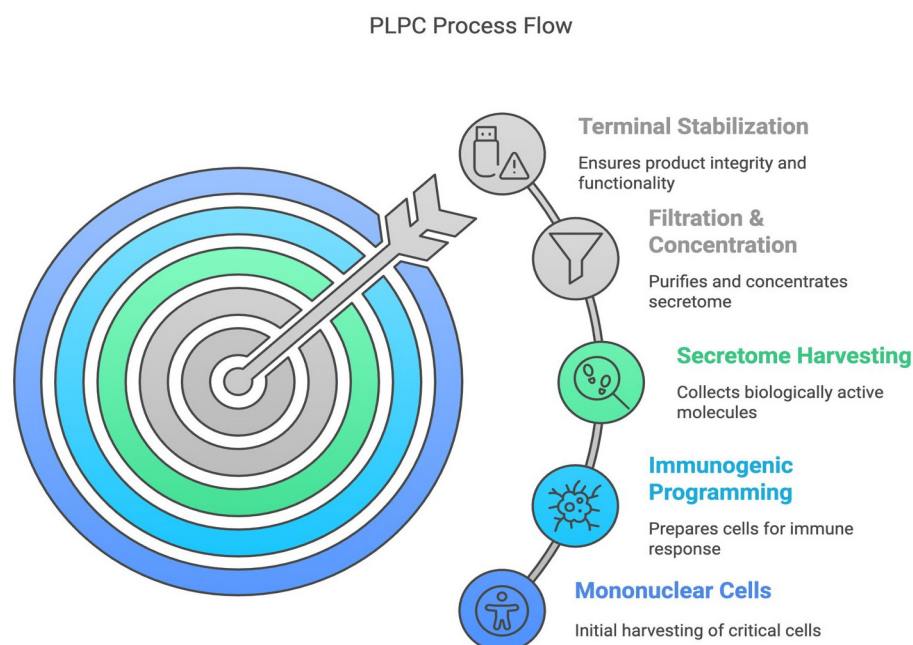 PLPC Process Flow
Terminal Stabilization
Ensures product integrity and
functionality
Filtration &
Concentration
Purifies and concentrates
secretome
Secretome Harvesting
Collects biologically active
molecules
Immunogenic
Programming
Prepares cells for immune
response
Mononuclear Cells
Initial harvesting of critical cells